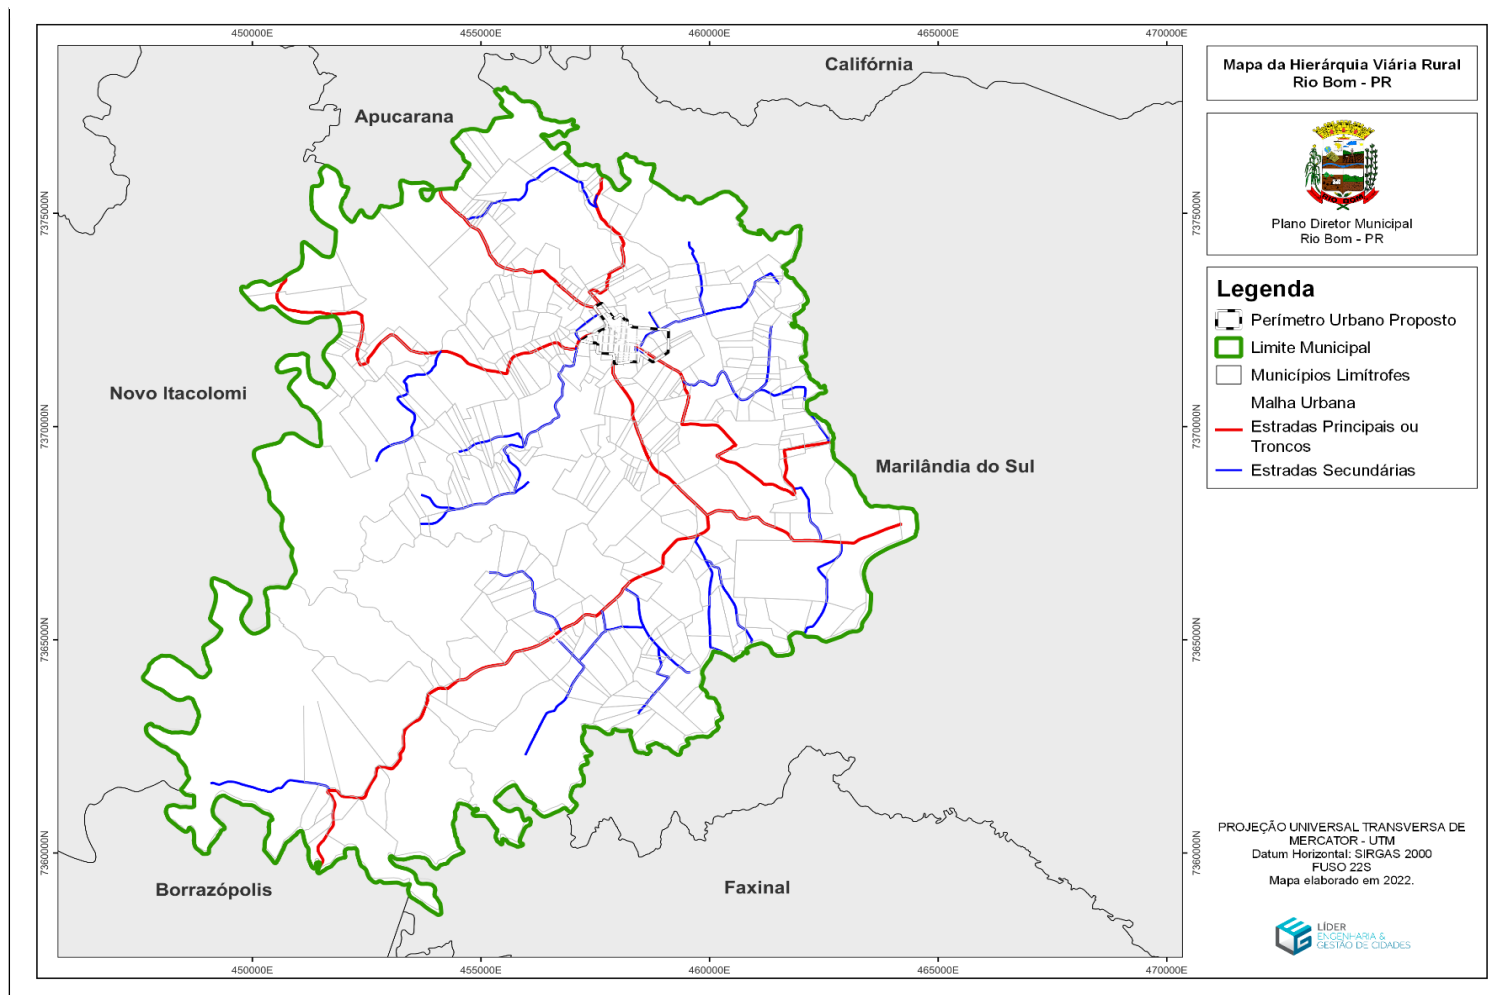 450000E
455000E
460000E
465000E
470000E
Califórnia
Apucarana
Novo Itacolomi
Marilândia do Sul
Borrazópolis
Faxinal
7375000N
7370000N
7365000N
7360000N
7375000N
7370000N
7365000N
7360000N
450000E
455000E
460000E
465000E
470000E
Mapa da Hierárquia Viária Rural
Rio Bom - PR
RIO BOM
Plano Diretor Municipal
Rio Bom - PR
Legenda
Perímetro Urbano Proposto
Limite Municipal
Municípios Limítrofes
Malha Urbana
Estradas Principais ou
Troncos
Estradas Secundárias
PROJEÇÃO UNIVERSAL TRANSVERSA DE
MERCATOR - UTM
Datum Horizontal: SIRGAS 2000
FUSO 22S
Mapa elaborado em 2022.
LÍDER
ENGENHARIA &
GESTÃO DE CIDADES